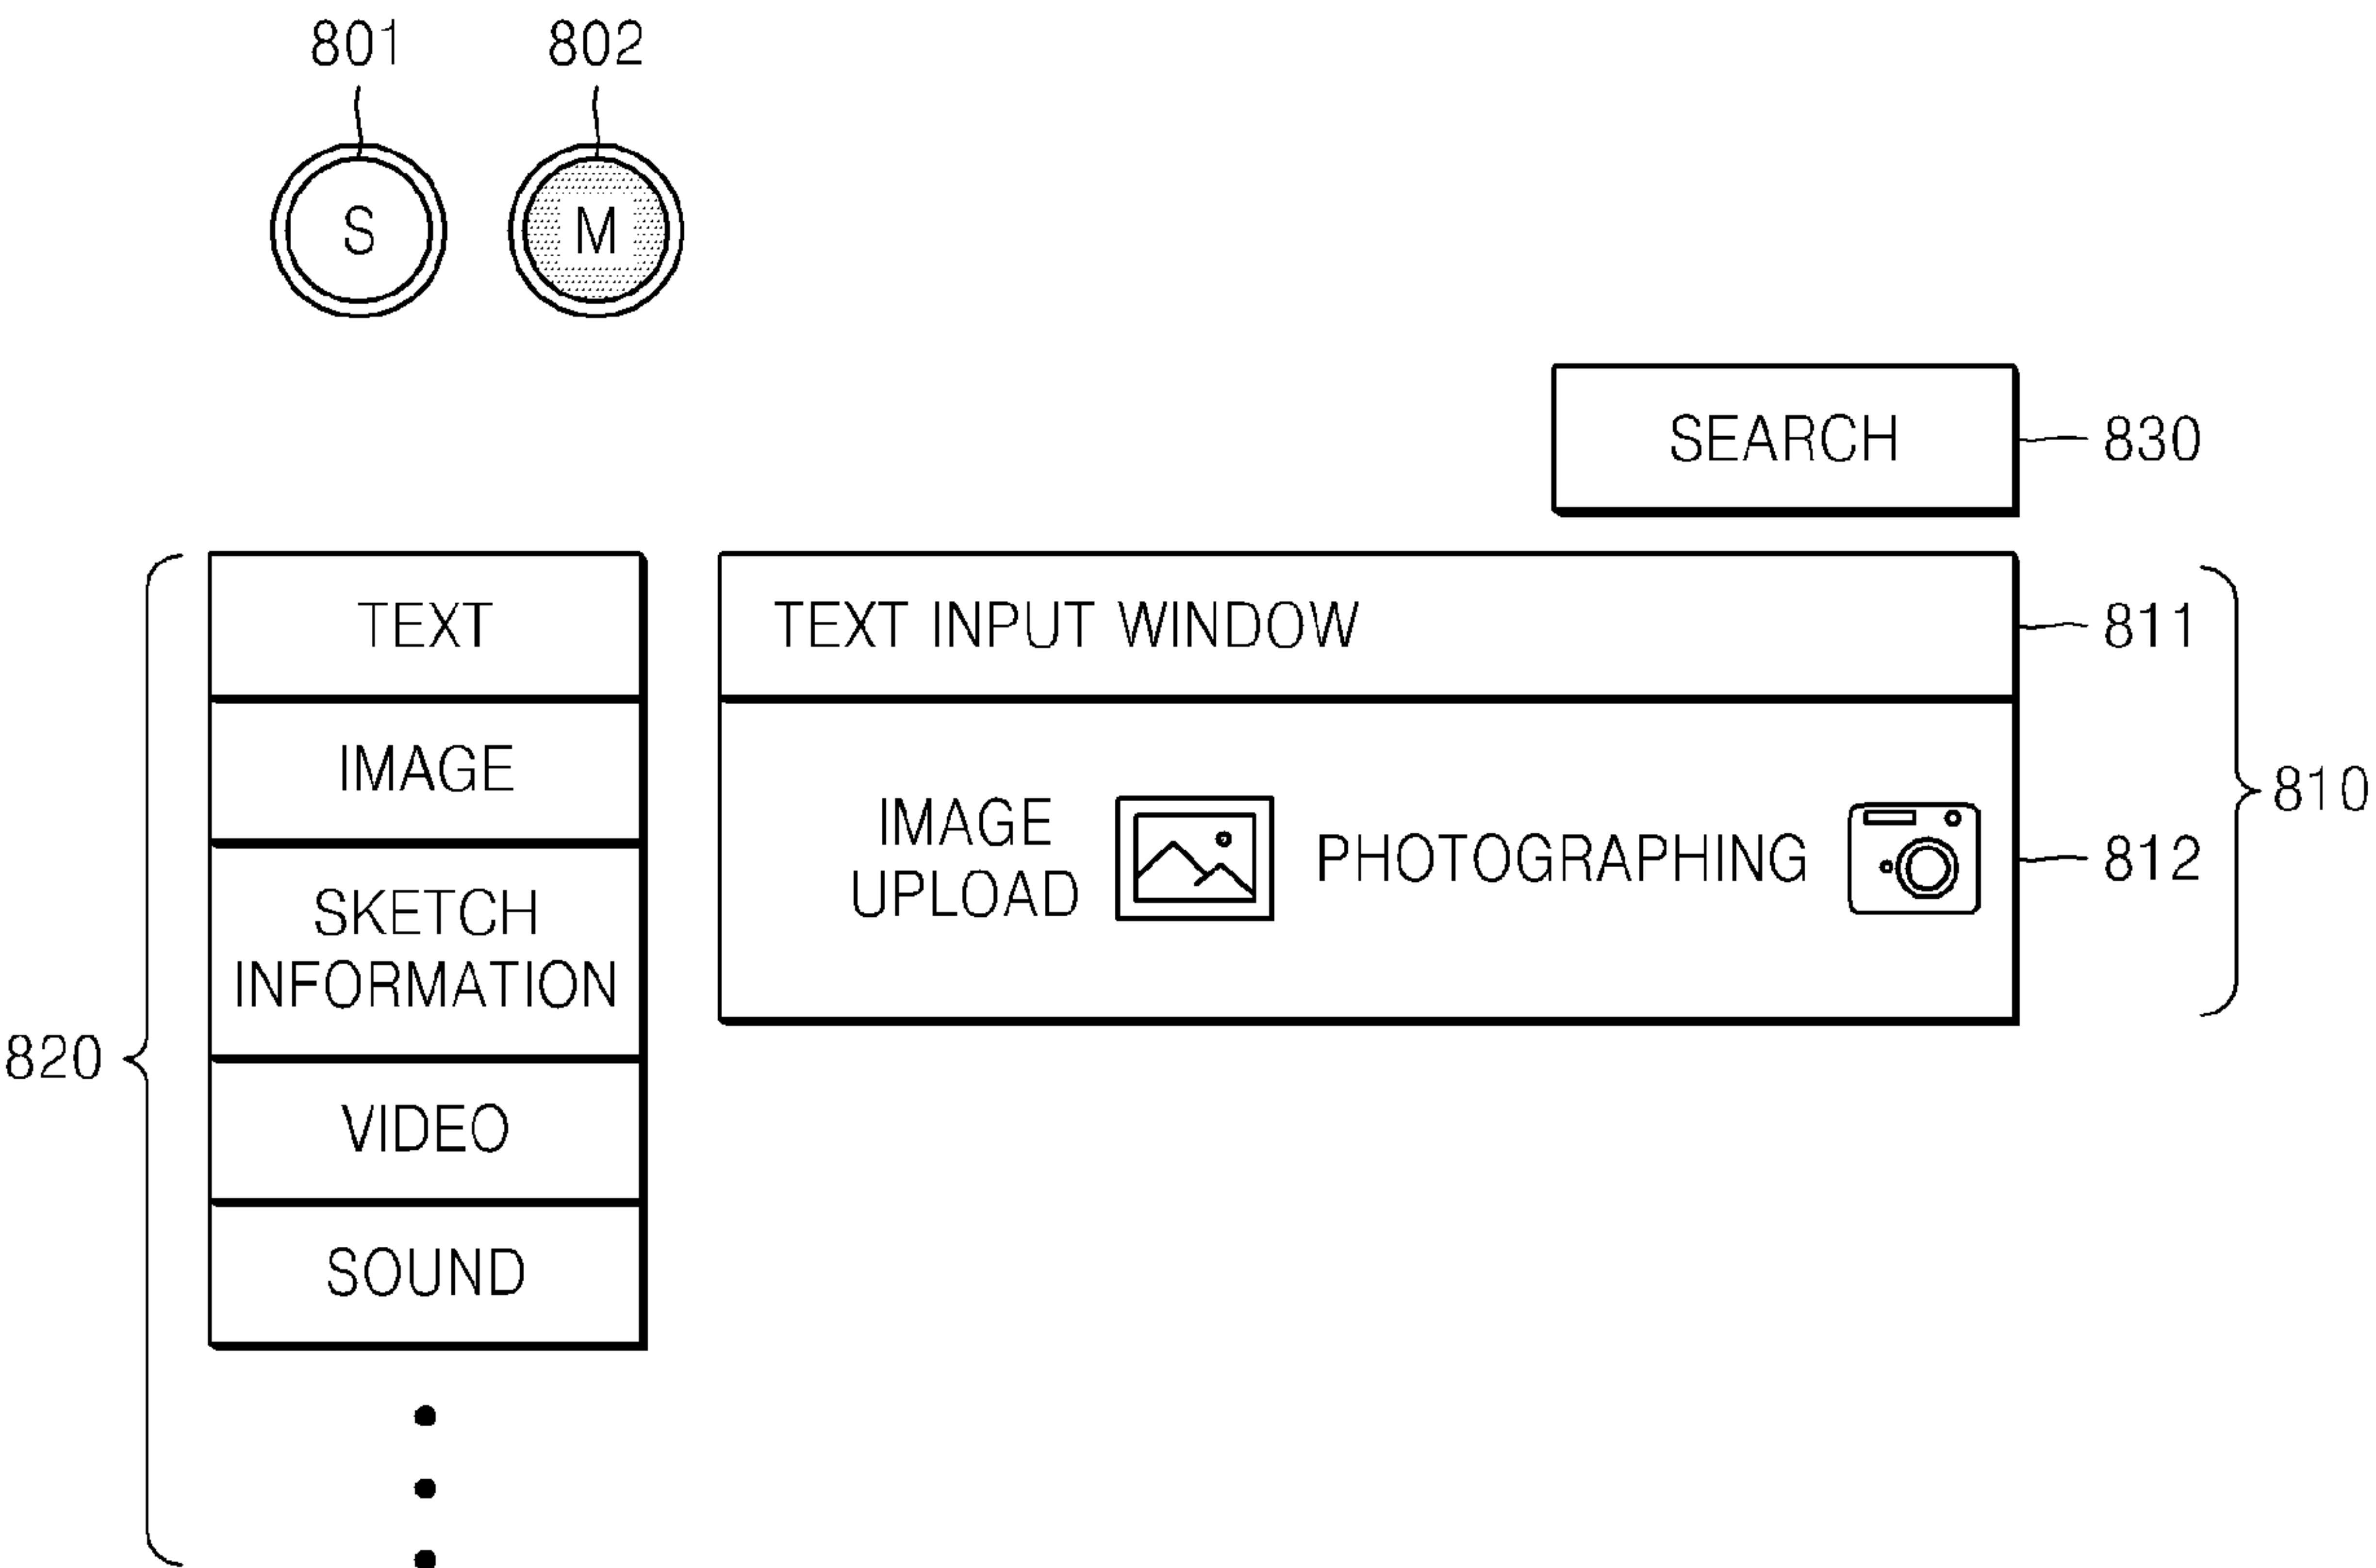 801 802
S M
SEARCH 830
TEXT
IMAGE
SKETCH
INFORMATION
VIDEO
SOUND
820
TEXT INPUT WINDOW 811
IMAGE
UPLOAD
PHOTOGRAPHING 812
810